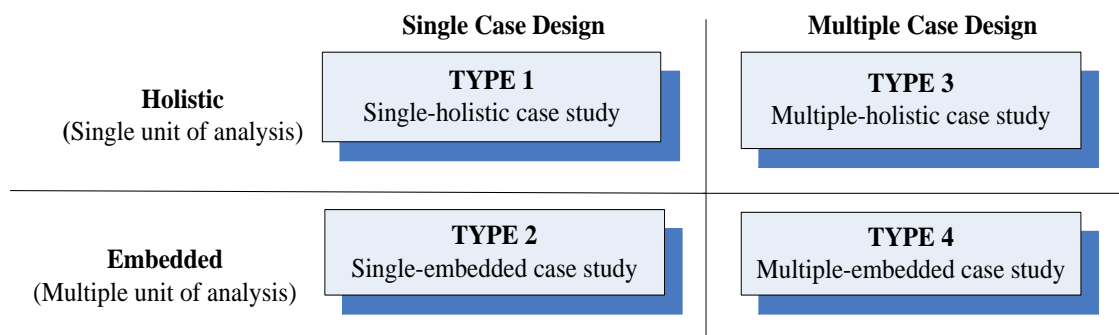 Single Case Design
Multiple Case Design
Holistic
(Single unit of analysis)
TYPE 1
Single-holistic case study
TYPE 3
Multiple-holistic case study
Embedded
(Multiple unit of analysis)
TYPE 2
Single-embedded case study
TYPE 4
Multiple-embedded case study